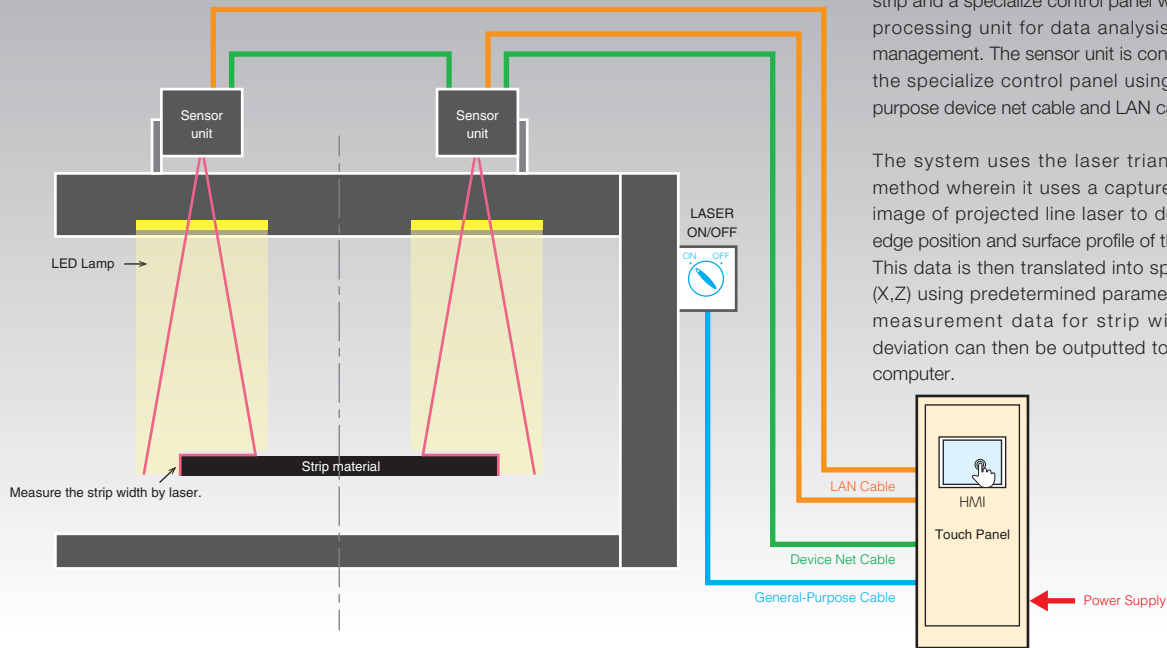 strip and a specialize control panel w
processing unit for data analysis
management. The sensor unit is con
the specialize control panel using
purpose device net cable and LAN ca
The system uses the laser trian
method wherein it uses a capture
image of projected line laser to de
edge position and surface profile of th
This data is then translated into sp
(X,Z) using predetermined parame
measurement data for strip wi
deviation can then be outputted to
computer.
Sensor
unit
Sensor
unit
LASER
ON/OFF
ON OFF
LED Lamp
Strip material
Measure the strip width by laser.
LAN Cable
Device Net Cable
General-Purpose Cable
HMI
Touch Panel
Power Supply